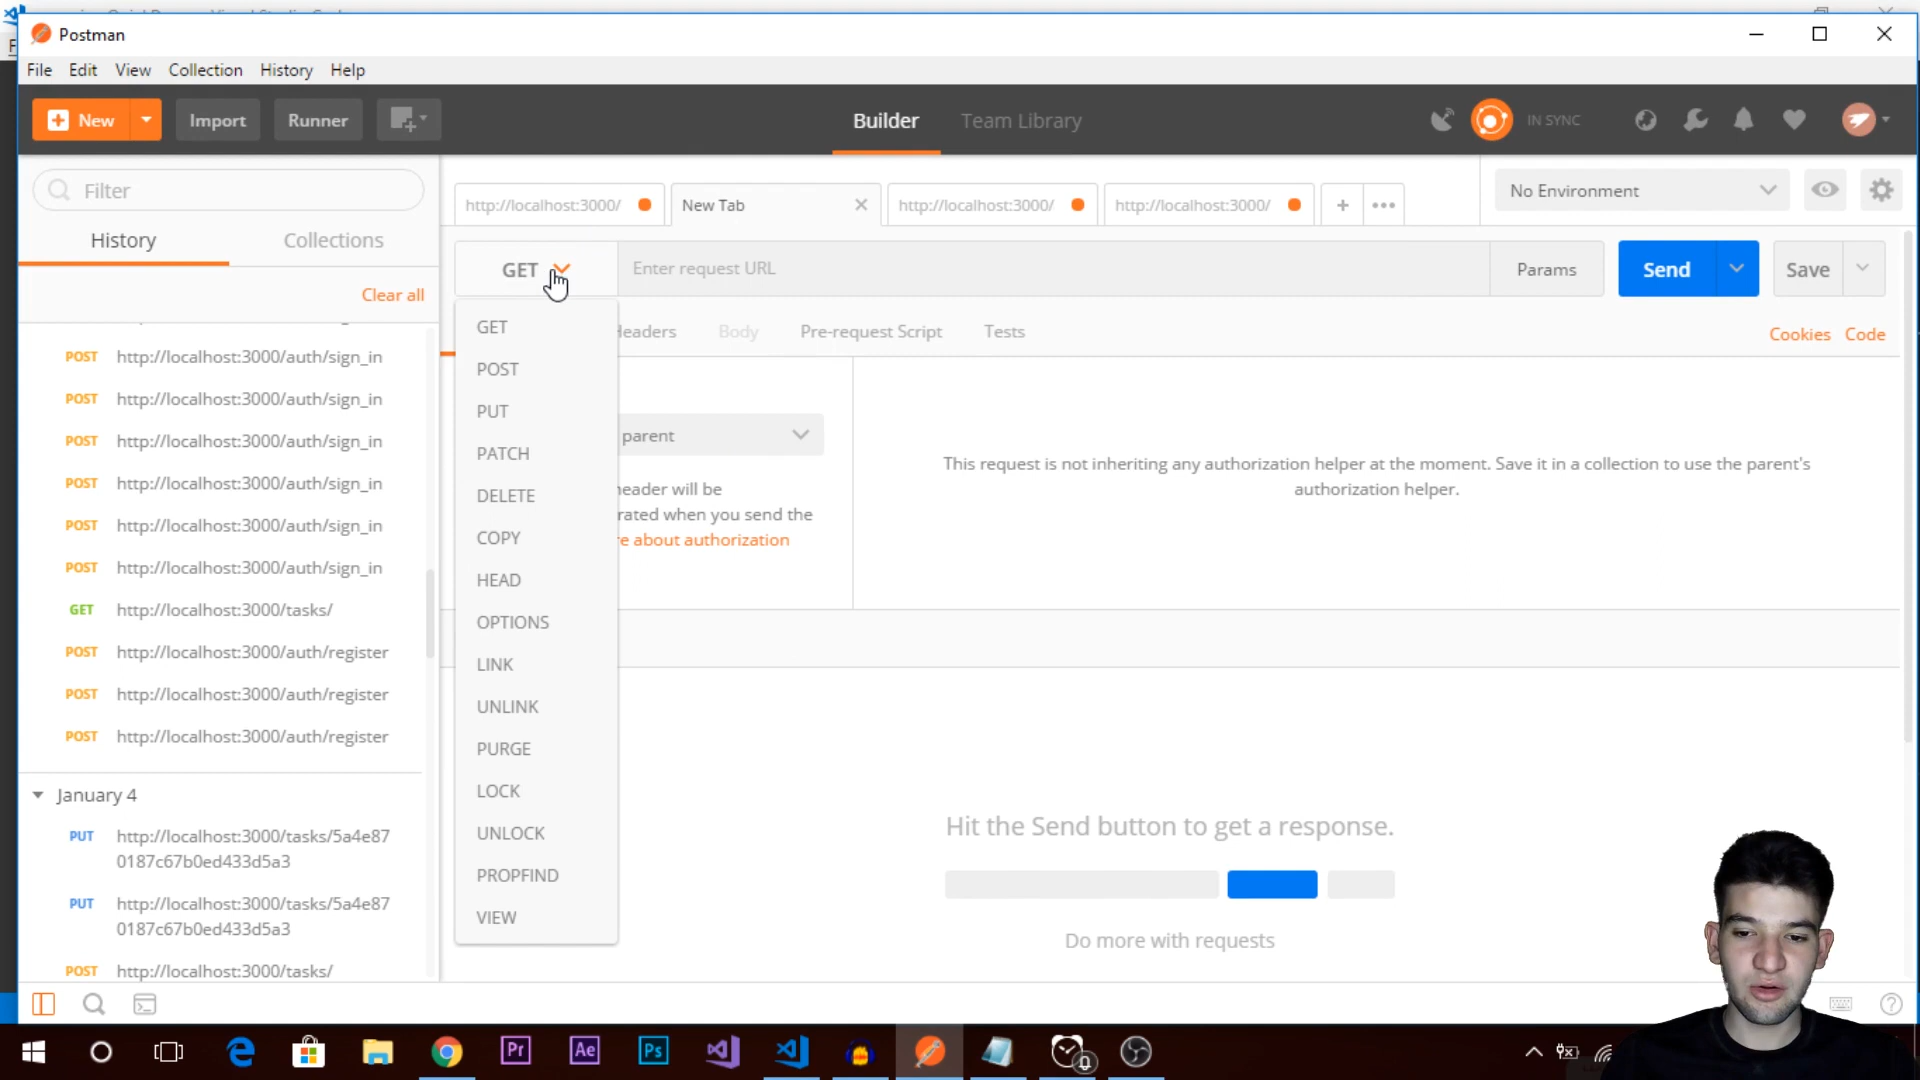 Postman
File Edit View Collection History Help
New Import Runner Builder Team Library IN SYNC
Filter
History Collections
Clear all
POST http://localhost:3000/auth/sign_in
POST http://localhost:3000/auth/sign_in
POST http://localhost:3000/auth/sign_in
POST http://localhost:3000/auth/sign_in
POST http://localhost:3000/auth/sign_in
POST http://localhost:3000/auth/sign_in
GET http://localhost:3000/tasks/
POST http://localhost:3000/auth/register
POST http://localhost:3000/auth/register
POST http://localhost:3000/auth/register
January 4
PUT http://localhost:3000/tasks/5a4e87
0187c67b0ed433d5a3
PUT http://localhost:3000/tasks/5a4e87
0187c67b0ed433d5a3
POST http://localhost:3000/tasks/
http://localhost:3000/ New Tab http://localhost:3000/ http://localhost:3000/
No Environment
GET Enter request URL Params Send Save
GET
POST
PUT
PATCH
DELETE
COPY
HEAD
OPTIONS
LINK
UNLINK
PURGE
LOCK
UNLOCK
PROPFIND
VIEW
Headers Body Pre-request Script Tests
Cookies Code
parent
header will be
rated when you send the
re about authorization
This request is not inheriting any authorization helper at the moment. Save it in a collection to use the parent's
authorization helper.
Hit the Send button to get a response.
Do more with requests
Pr Ae Ps